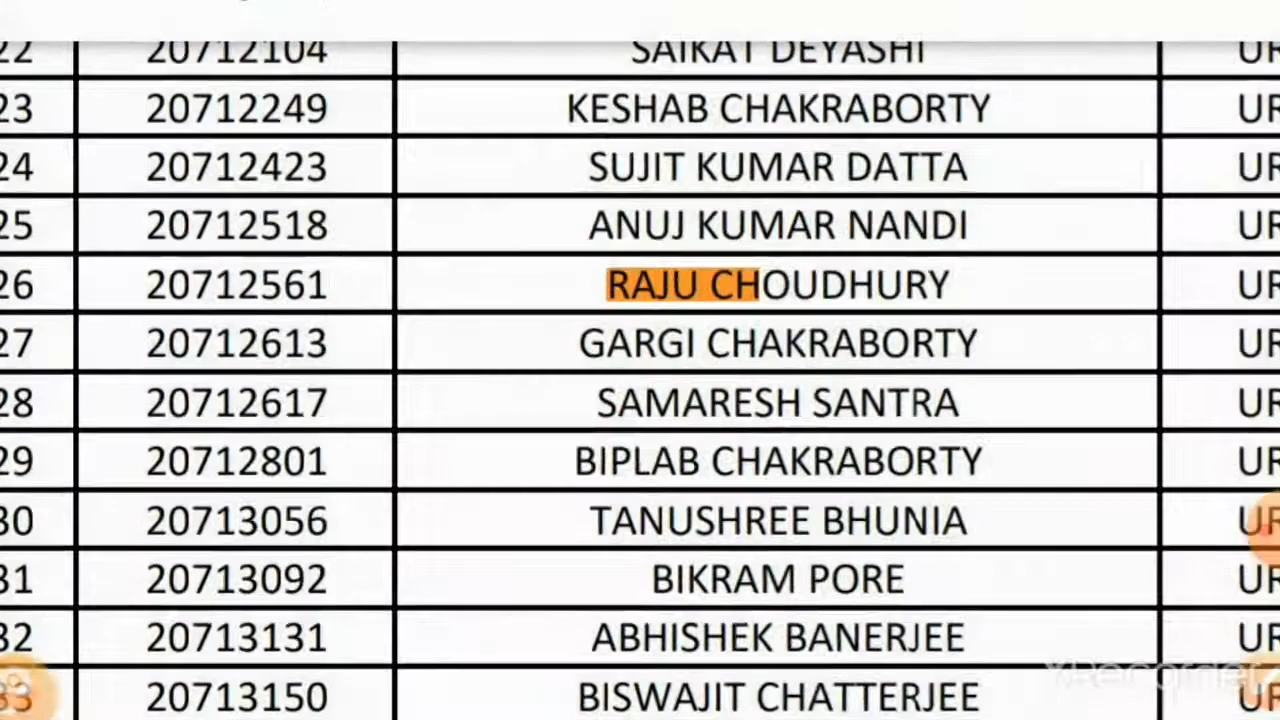 22 20712104 SAIKAT DEYASHI UR
23 20712249 KESHAB CHAKRABORTY UR
24 20712423 SUJIT KUMAR DATTA UR
25 20712518 ANUJ KUMAR NANDI UR
26 20712561 RAJU CHOUDHURY UR
27 20712613 GARGI CHAKRABORTY UR
28 20712617 SAMARESH SANTRA UR
29 20712801 BIPLAB CHAKRABORTY UR
30 20713056 TANUSHREE BHUNIA UR
31 20713092 BIKRAM PORE UR
32 20713131 ABHISHEK BANERJEE UR
33 20713150 BISWAJIT CHATTERJEE UR
XRecorder